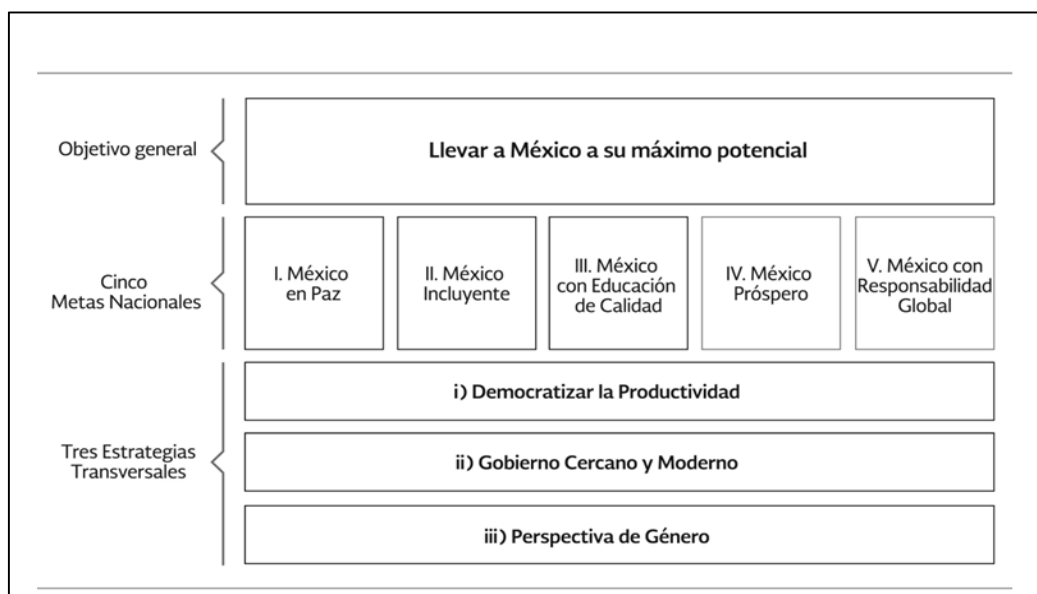 Objetivo general
Llevar a México a su máximo potencial
Cinco
Metas Nacionales
I. México
en Paz
II. México
Incluyente
III. México
con Educación
de Calidad
IV. México
Próspero
V. México con
Responsabilidad
Global
Tres Estrategias
Transversales
i) Democratizar la Productividad
ii) Gobierno Cercano y Moderno
iii) Perspectiva de Género